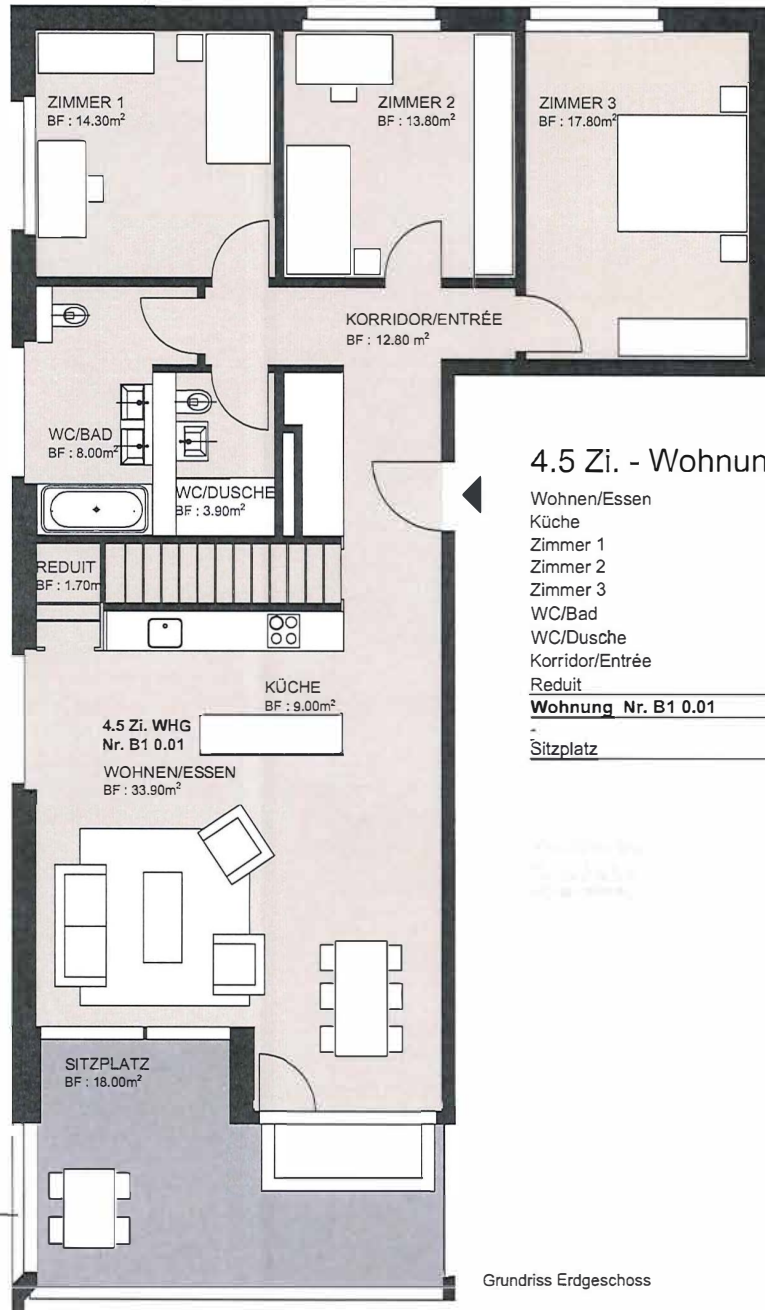 ZIMMER 1
BF : 14.30m²
ZIMMER 2
BF : 13.80m²
ZIMMER 3
BF : 17.80m²
KORRIDOR/ENTRÉE
BF : 12.80 m²
WC/BAD
BF : 8.00m²
WC/DUSCHE
BF : 3.90m²
REDUIT
BF : 1.70m
KÜCHE
BF : 9.00m²
4.5 Zi. WHG
Nr. B1 0.01
WOHNEN/ESSEN
BF : 33.90m²
SITZPLATZ
BF : 18.00m²
4.5 Zi. - Wohnun
Wohnen/Essen
Küche
Zimmer 1
Zimmer 2
Zimmer 3
WC/Bad
WC/Dusche
Korridor/Entrée
Reduit
Wohnung Nr. B1 0.01
-
Sitzplatz
Grundriss Erdgeschoss